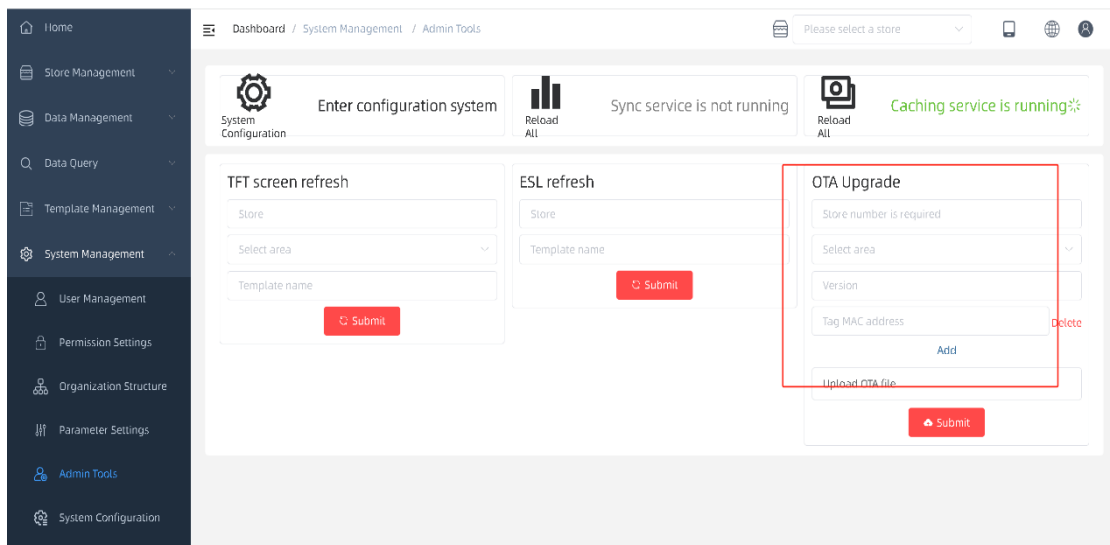 Home
Store Management
Data Management
Data Query
Template Management
System Management
User Management
Permission Settings
Organization Structure
Parameter Settings
Admin Tools
System Configuration
Dashboard / System Management / Admin Tools
Please select a store
System
Configuration
Enter configuration system
Reload
All
Sync service is not running
Reload
All
Caching service is running
TFT screen refresh
Store
Select area
Template name
Submit
ESL refresh
Store
Template name
Submit
OTA Upgrade
Store number is required
Select area
Version
Tag MAC address
Delete
Add
Upload OTA file
Submit